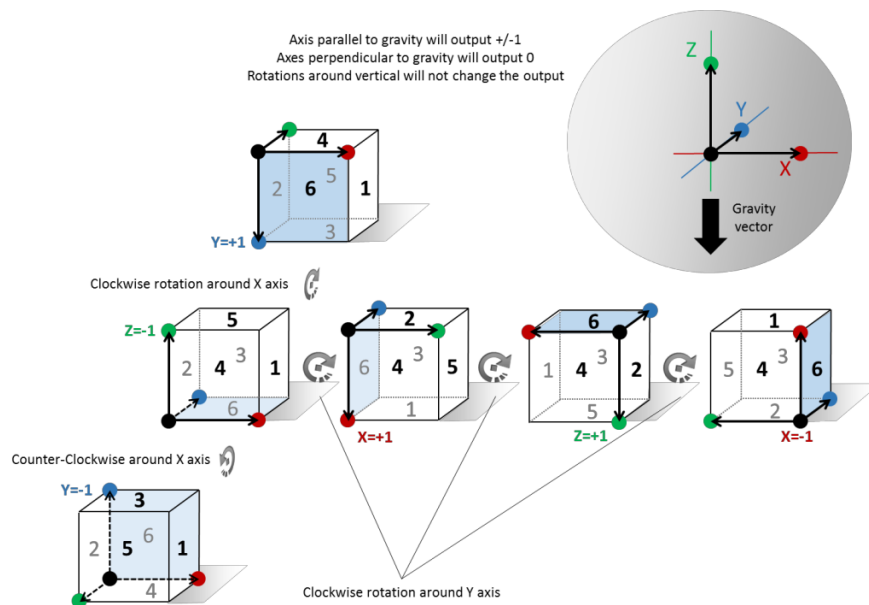 Axis parallel to gravity will output +/-1
Axes perpendicular to gravity will output 0
Rotations around vertical will not change the output
Z
Y
X
Gravity
vector
4
2
6
5
1
3
Y=+1
Clockwise rotation around X axis
Z=-1
5
2
4
3
1
6
2
6
4
3
5
1
X=+1
6
1
4
3
2
5
Z=+1
1
5
4
3
6
2
X=-1
Counter-Clockwise around X axis
Y=-1
3
2
5
6
1
4
Clockwise rotation around Y axis